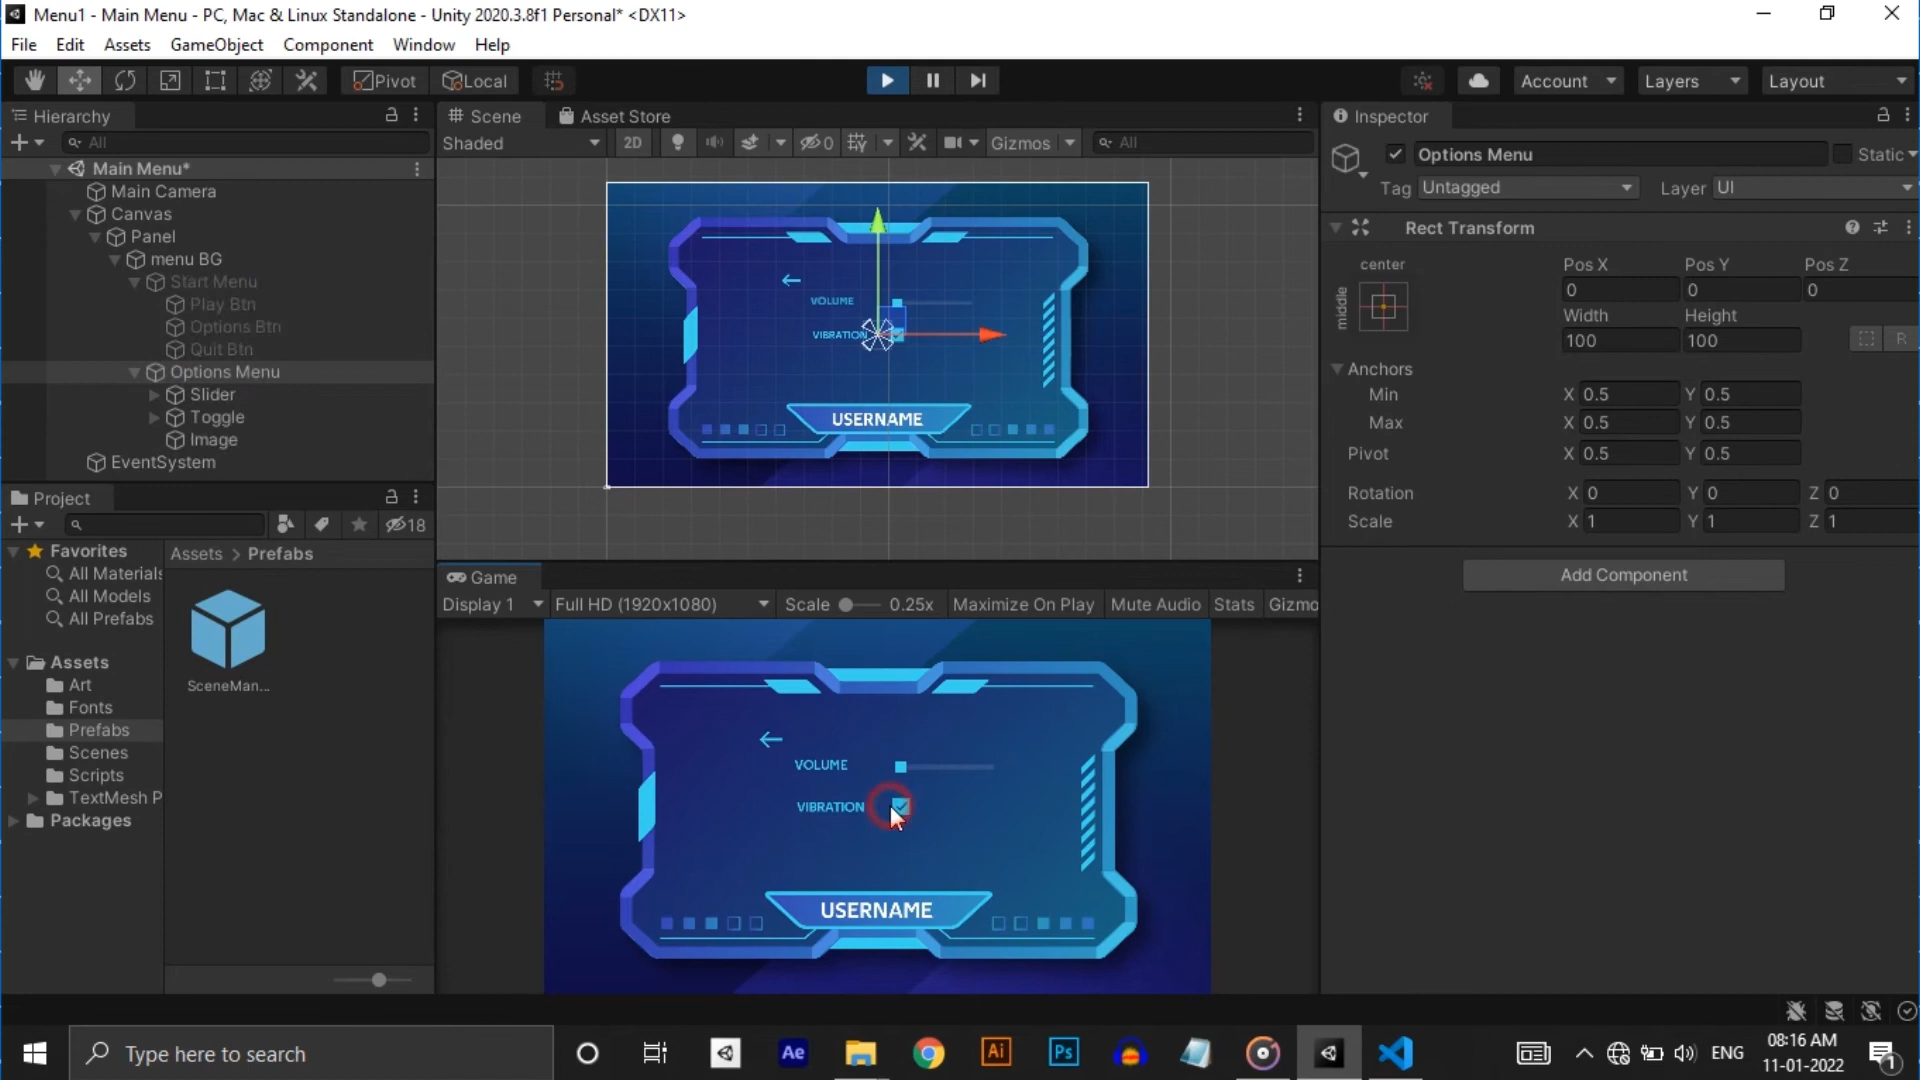 Menu1 - Main Menu - PC, Mac & Linux Standalone - Unity 2020.3.8f1 Personal* <DX11>
File Edit Assets GameObject Component Window Help
Pivot Local Account Layers Layout
Hierarchy
All
Main Menu*
Main Camera
Canvas
Panel
menu BG
Start Menu
Play Btn
Options Btn
Quit Btn
Options Menu
Slider
Toggle
Image
EventSystem
Project
18
Favorites
All Materials
All Models
All Prefabs
Assets
Art
Fonts
Prefabs
Scenes
Scripts
TextMesh P
Packages
Assets > Prefabs
SceneMan...
Scene Asset Store
Shaded 2D 0 Gizmos All
VOLUME
VIBRATION
USERNAME
Game
Display 1 Full HD (1920x1080) Scale 0.25x Maximize On Play Mute Audio Stats Gizmo
VOLUME
VIBRATION
USERNAME
Inspector
Options Menu Static
Tag Untagged Layer UI
Rect Transform
center
middle
Pos X Pos Y Pos Z
0 0 0
Width Height
100 100 R
Anchors
Min X 0.5 Y 0.5
Max X 0.5 Y 0.5
Pivot X 0.5 Y 0.5
Rotation X 0 Y 0 Z 0
Scale X 1 Y 1 Z 1
Add Component
Type here to search
Ae
Ai
Ps
ENG
08:16 AM
11-01-2022
1